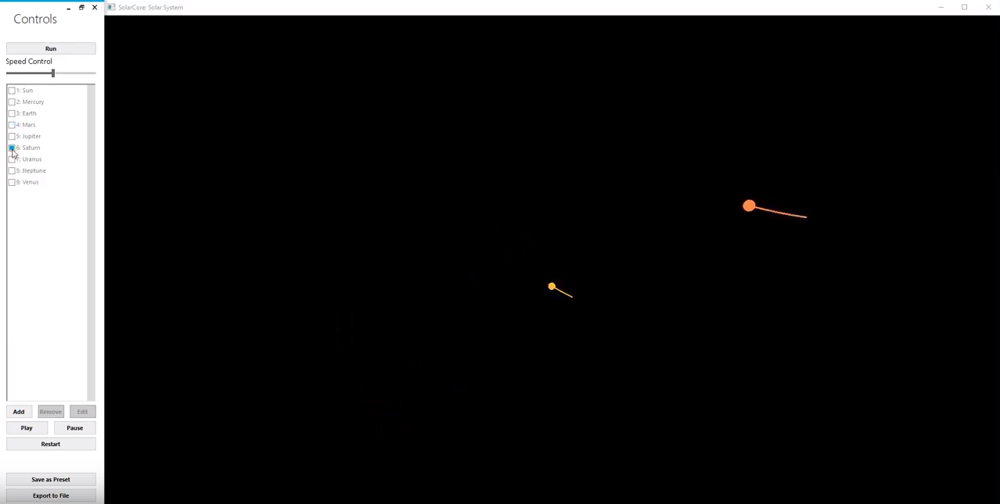 SolarCore: Solar System
Controls
Run
Speed Control
1: Sun
2: Mercury
3: Earth
4: Mars
5: Jupiter
6: Saturn
7: Uranus
8: Neptune
9: Venus
Add Remove Edit
Play Pause
Restart
Save as Preset
Export to File